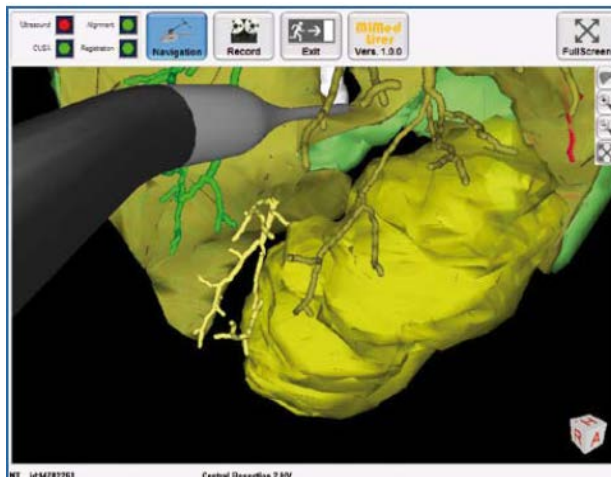 Ultrasound Alignment
CUSA Registration
Navigation
Record
Exit
MiMed
Liver
Vers. 1.0.0
FullScreen
H
R A